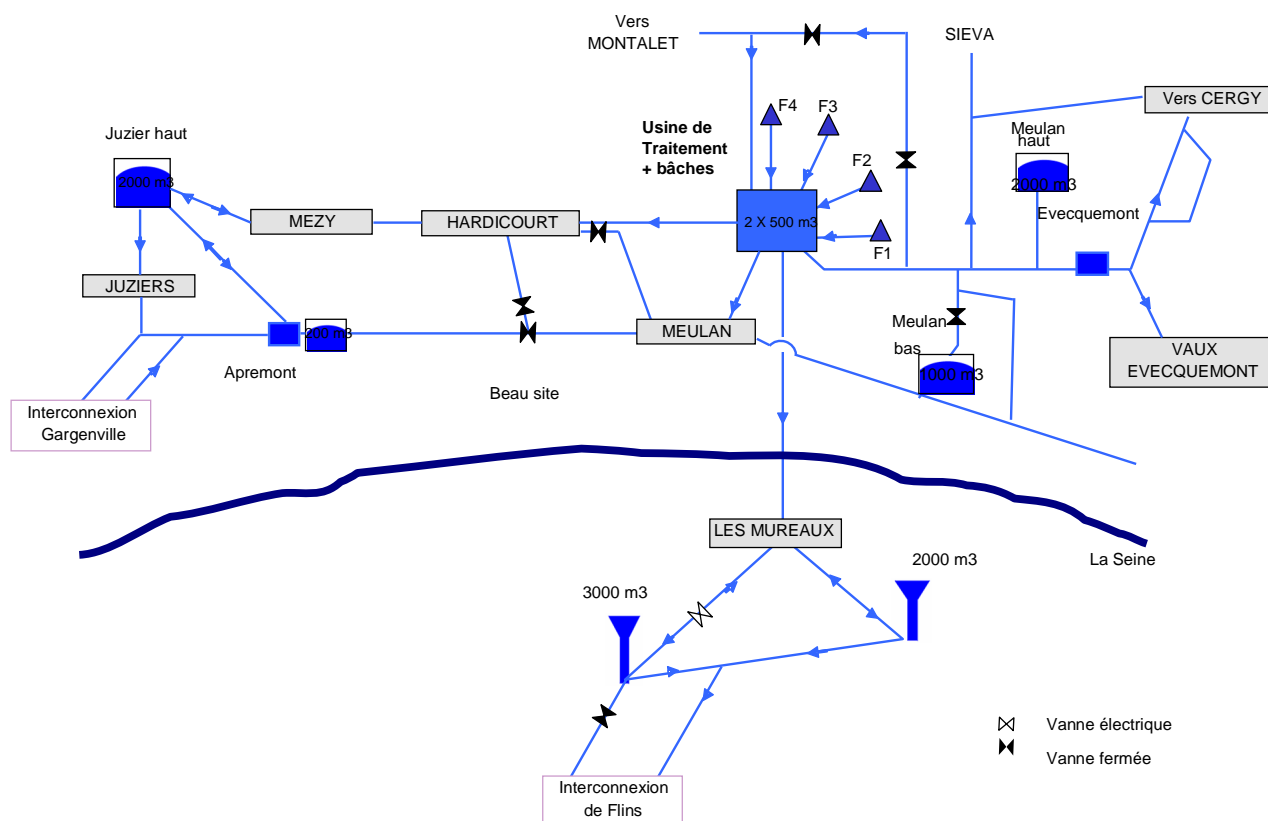 Vers
MONTALET
SIEVA
Vers CERGY
F4
F3
Usine de
Traitement
+ bâches
Juzier haut
Meulan
haut
2000 m3
F2
2000 m3
Evecquemont
MEZY
HARDICOURT
2 X 500 m3
F1
JUZIERS
200 m3
MEULAN
Meulan
bas
1000 m3
VAUX
EVECQUEMONT
Apremont
Beau site
Interconnexion
Gargenville
LES MUREAUX
La Seine
2000 m3
3000 m3
Vanne électrique
Vanne fermée
Interconnexion
de Flins